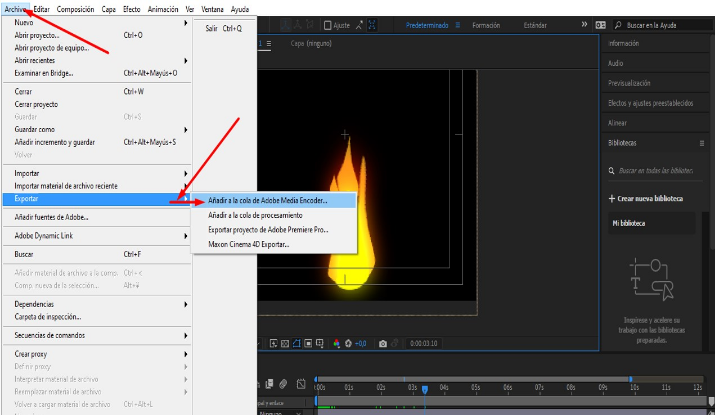 Archivo Editar Composición Capa Efecto Animación Ver Ventana Ayuda
Nuevo
Abrir proyecto... Ctrl+O
Abrir proyecto de equipo...
Abrir recientes
Examinar en Bridge... Ctrl+Alt+Mayús+O
Cerrar Ctrl+W
Cerrar proyecto
Guardar Ctrl+S
Guardar como
Añadir incremento y guardar Ctrl+Alt+Mayús+S
Volver
Importar
Importar material de archivo reciente
Exportar
Añadir fuentes de Adobe...
Adobe Dynamic Link
Buscar Ctrl+F
Añadir material de archivo a la comp. Ctrl+<
Comp. nueva de la selección... Alt+¥
Dependencias
Carpeta de inspección...
Secuencias de comandos
Crear proxy
Definir proxy
Interpretar material de archivo
Reemplazar material de archivo
Volver a cargar material de archivo Ctrl+Alt+L
Salir Ctrl+Q
Añadir a la cola de Adobe Media Encoder...
Añadir a la cola de procesamiento
Exportar proyecto de Adobe Premiere Pro...
Maxon Cinema 4D Exportar...
Ajuste
Predeterminado
Formación
Estándar
Buscar en la Ayuda
1 Capa (ninguno)
Información
Audio
Previsualización
Efectos y ajustes preestablecidos
Alinear
Bibliotecas
Buscar en todas las bibliotec
+ Crear nueva biblioteca
Mi biblioteca
Inspírese y acelere su
trabajo con las bibliotecas
preparadas.
+0,0
0:00:03:10
:00s 01s 02s 03s 04s 05s 06s 07s 08s 09s 10s 11s 12s
pal y enlace
Ninguno